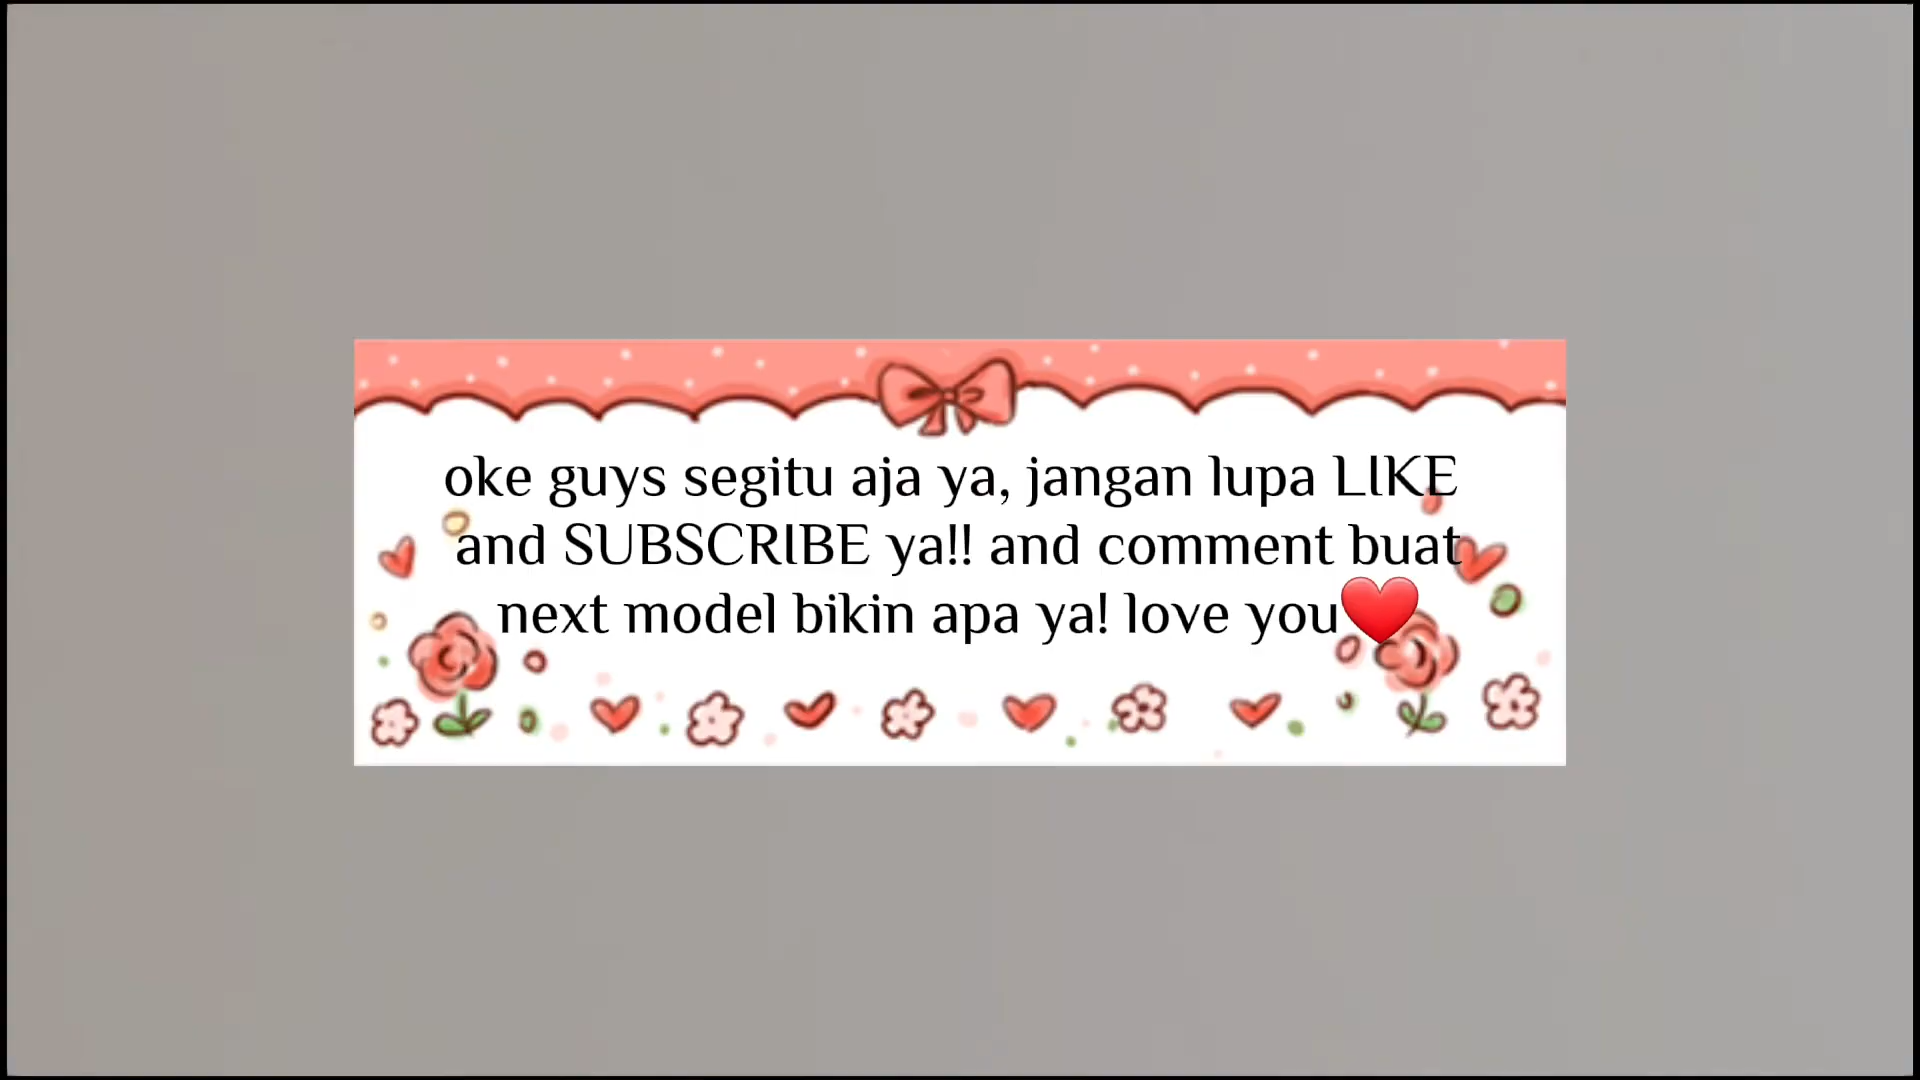 oke guys segitu aja ya, jangan lupa LIKE
and SUBSCRIBE ya!! and comment buat
next model bikin apa ya! love you❤️